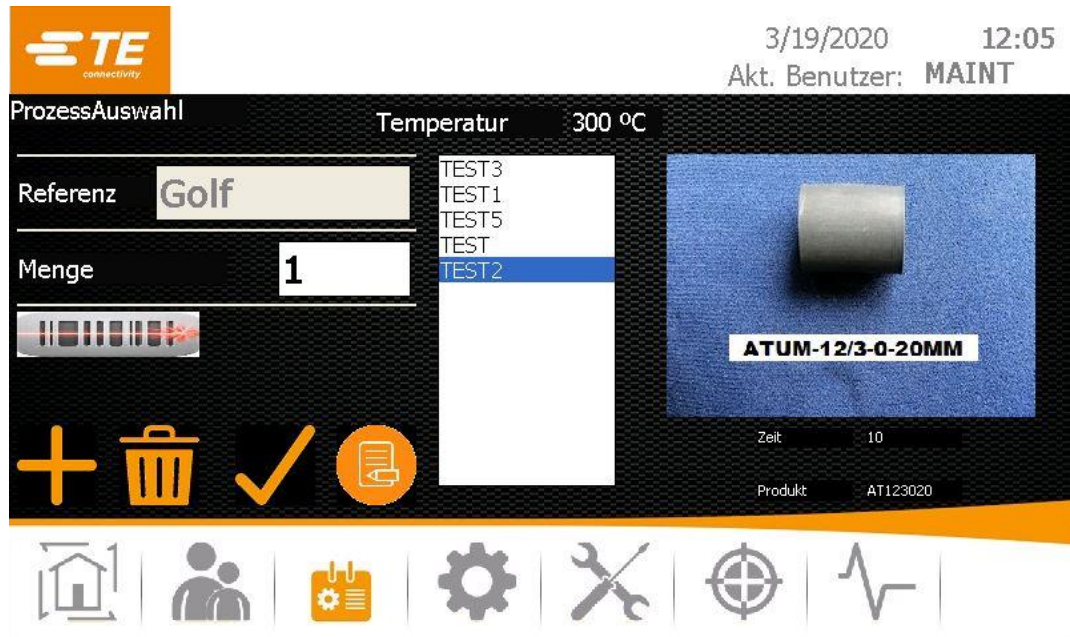 TE
connectivity
3/19/2020 12:05
Akt. Benutzer: MAINT
ProzessAuswahl
Temperatur 300 ºC
Referenz Golf
Menge 1
TEST3
TEST1
TEST5
TEST
TEST2
ATUM-12/3-0-20MM
Zeit 10
Produkt AT123020